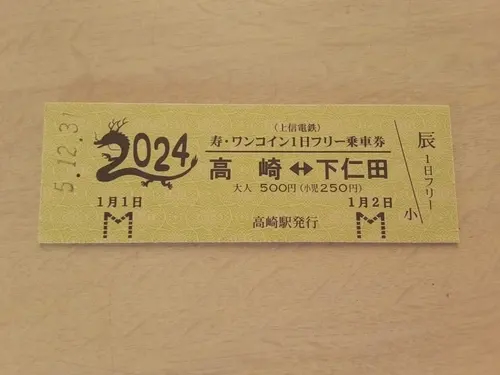 5.12.31
2024
(上信電鉄)
寿・ワンコイン1日フリー乗車券
高崎↔下仁田
大人 500円(小児250円)
1月1日
1月2日
高崎駅発行
辰
1日フリー
小